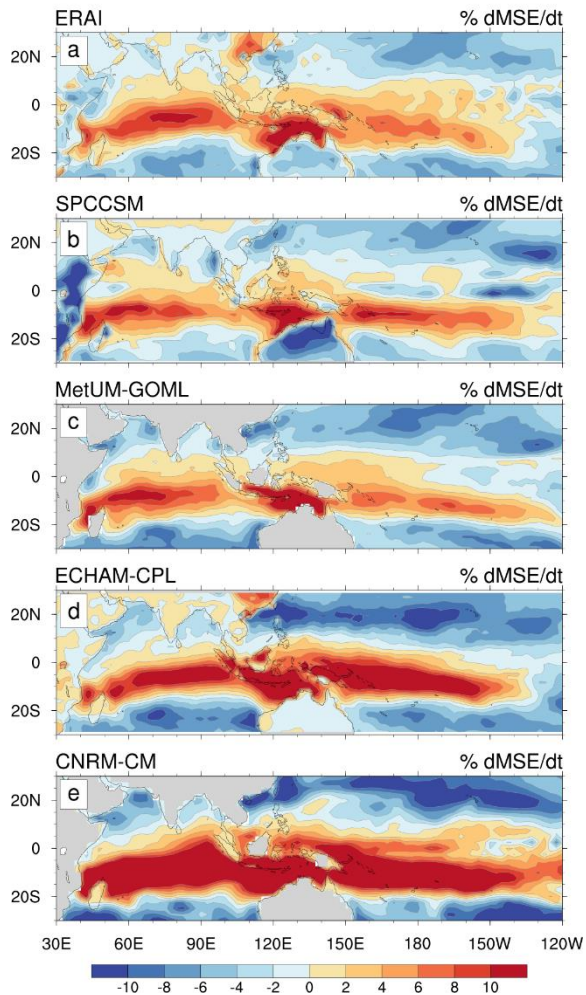 ERAI % dMSE/dt
a
20N
0
20S
SPCCSM % dMSE/dt
b
20N
0
20S
MetUM-GOML % dMSE/dt
c
20N
0
20S
ECHAM-CPL % dMSE/dt
d
20N
0
20S
CNRM-CM % dMSE/dt
e
20N
0
20S
30E 60E 90E 120E 150E 180 150W 120W
-10 -8 -6 -4 -2 0 2 4 6 8 10